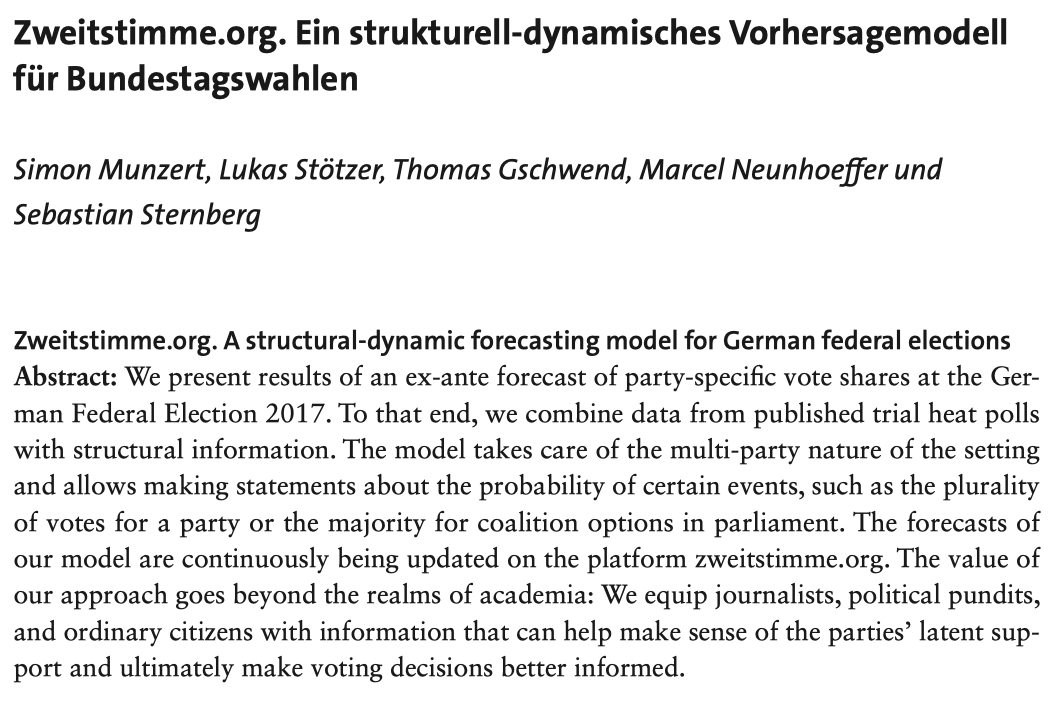 Zweitstimme.org. Ein strukturell-dynamisches Vorhersagemodell
für Bundestagswahlen
Simon Munzert, Lukas Stötzer, Thomas Gschwend, Marcel Neunhoeffer und
Sebastian Sternberg
Zweitstimme.org. A structural-dynamic forecasting model for German federal elections
Abstract: We present results of an ex-ante forecast of party-specific vote shares at the Ger-
man Federal Election 2017. To that end, we combine data from published trial heat polls
with structural information. The model takes care of the multi-party nature of the setting
and allows making statements about the probability of certain events, such as the plurality
of votes for a party or the majority for coalition options in parliament. The forecasts of
our model are continuously being updated on the platform zweitstimme.org. The value of
our approach goes beyond the realms of academia: We equip journalists, political pundits,
and ordinary citizens with information that can help make sense of the parties’ latent sup-
port and ultimately make voting decisions better informed.